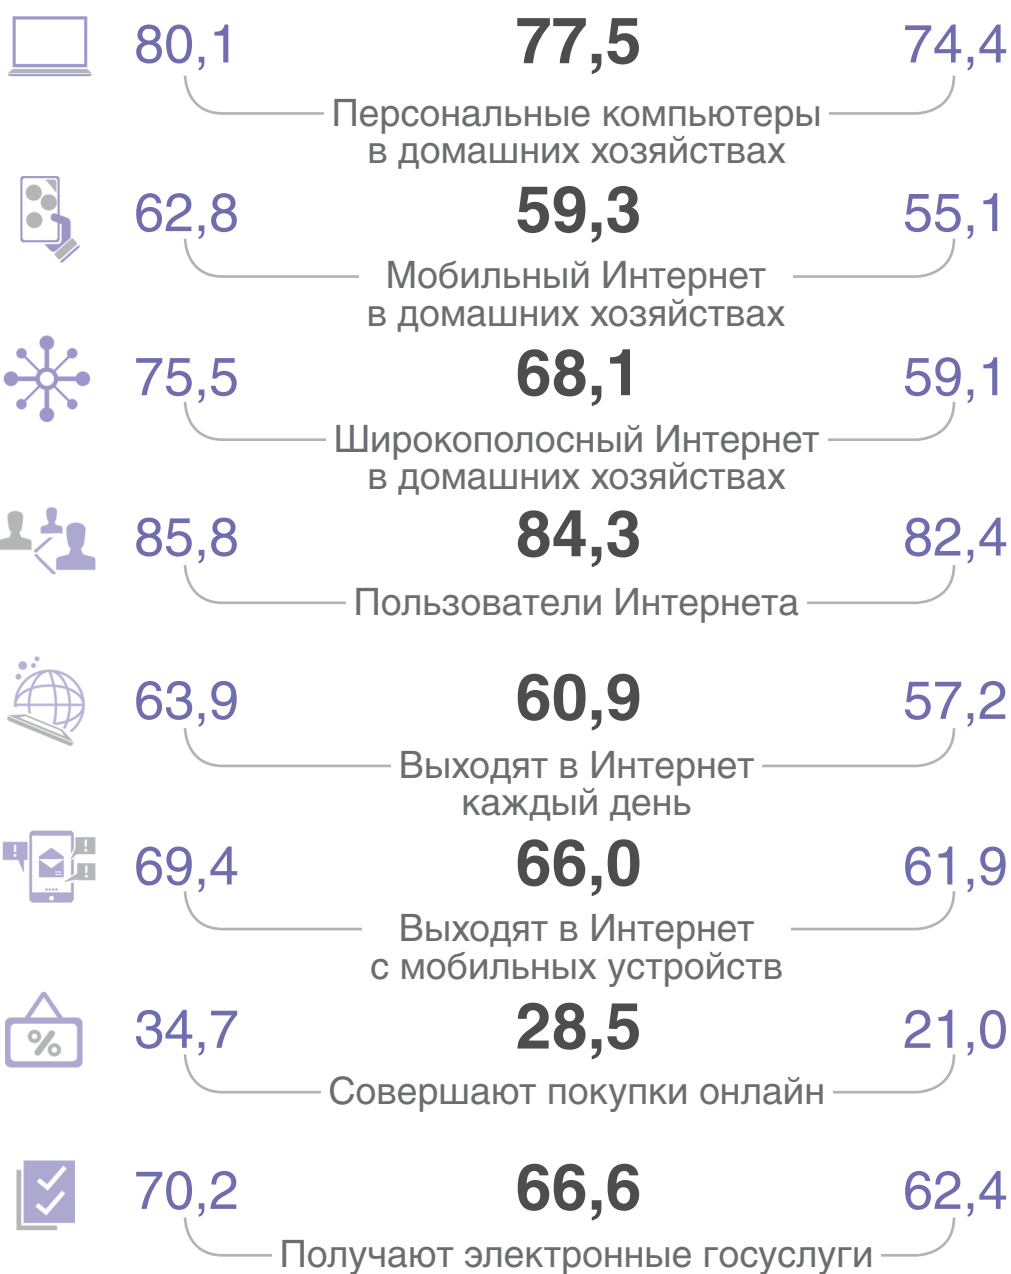 80,1 77,5 74,4
Персональные компьютеры
в домашних хозяйствах
62,8 59,3 55,1
Мобильный Интернет
в домашних хозяйствах
75,5 68,1 59,1
Широкополосный Интернет
в домашних хозяйствах
85,8 84,3 82,4
Пользователи Интернета
63,9 60,9 57,2
Выходят в Интернет
каждый день
! !
69,4 66,0 61,9
!
Выходят в Интернет
с мобильных устройств
34,7 28,5 21,0
%
Совершают покупки онлайн
70,2 66,6 62,4
Получают электронные госуслуги